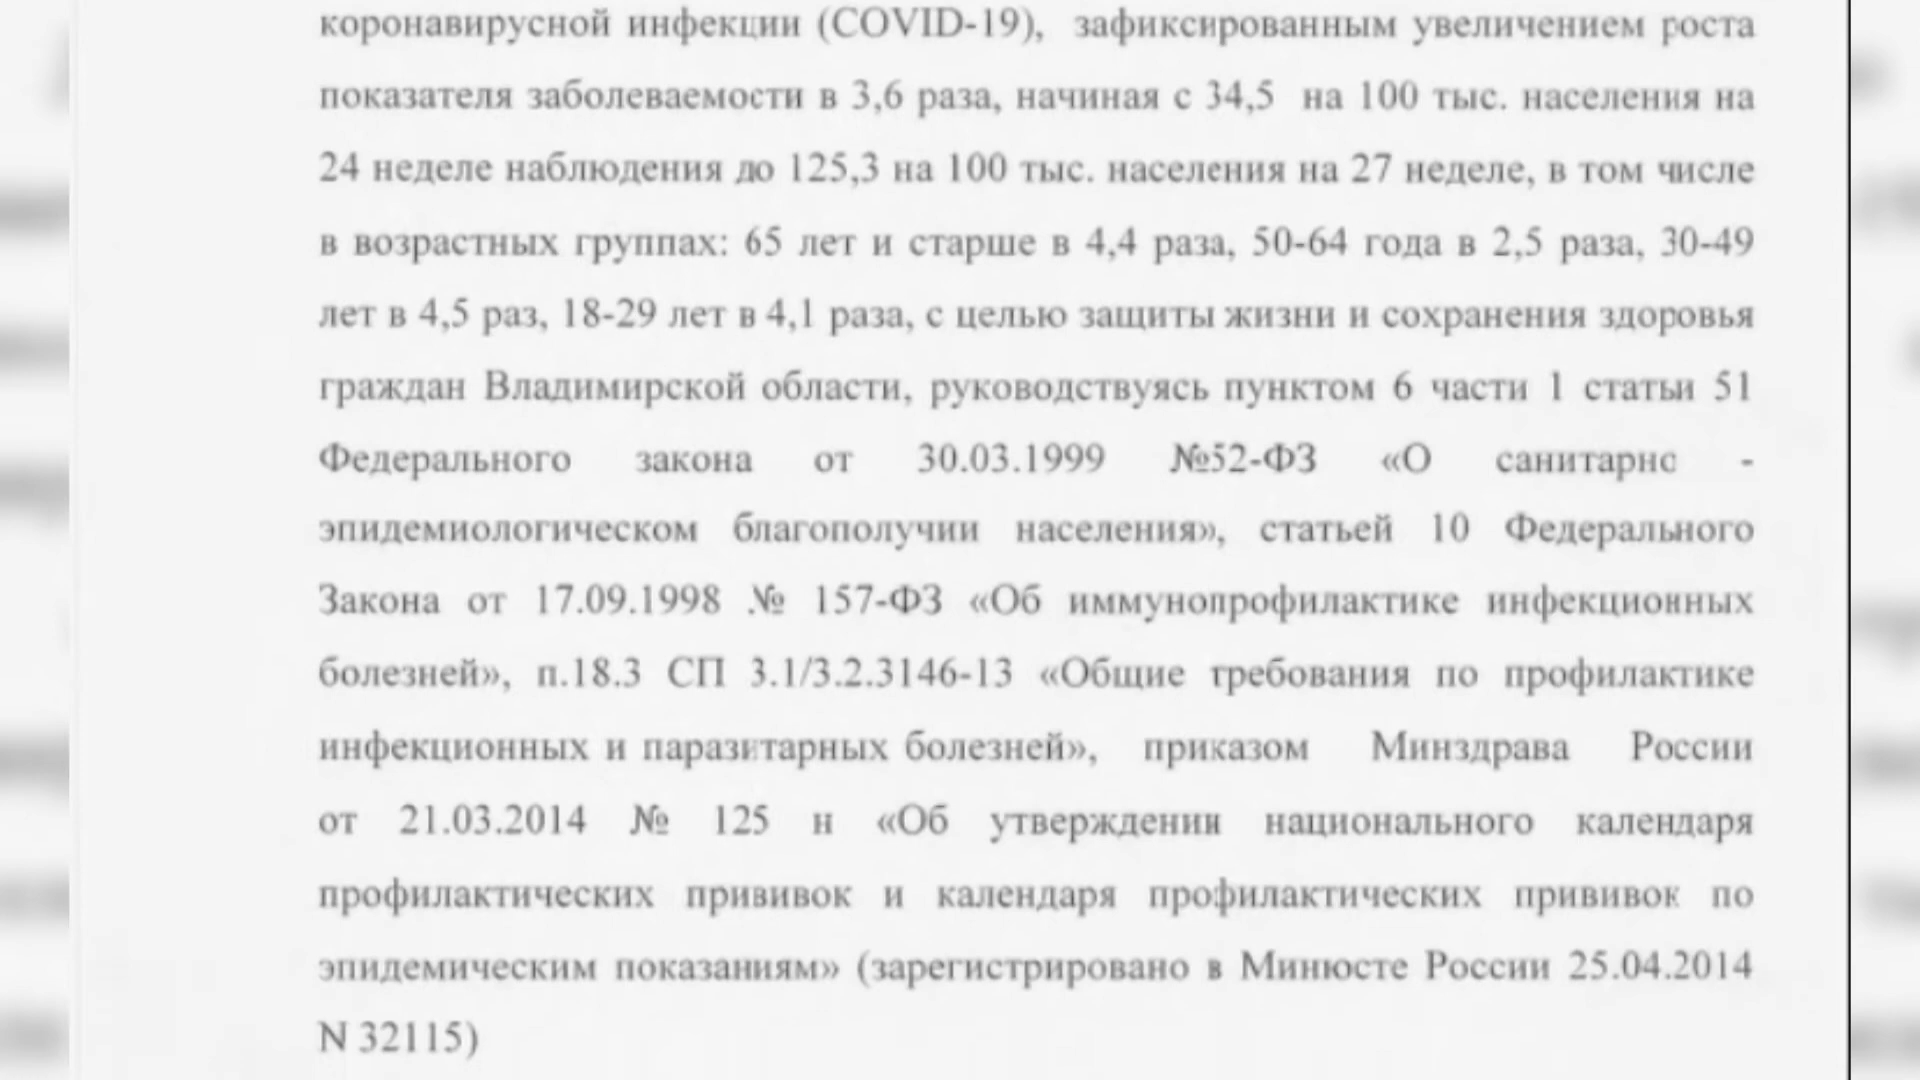 коронавирусной инфекции (COVID-19), зафиксированным увеличением роста
показателя заболеваемости в 3,6 раза, начиная с 34,5 на 100 тыс. населения на
24 неделе наблюдения до 125,3 на 100 тыс. населения на 27 неделе, в том числе
в возрастных группах: 65 лет и старше в 4,4 раза, 50-64 года в 2,5 раза, 30-49
лет в 4,5 раз, 18-29 лет в 4,1 раза, с целью защиты жизни и сохранения здоровья
граждан Владимирской области, руководствуясь пунктом 6 части 1 статьи 51
Федерального закона от 30.03.1999 №52-ФЗ «О санитарно -
эпидемиологическом благополучии населения», статьей 10 Федерального
Закона от 17.09.1998 № 157-ФЗ «Об иммунопрофилактике инфекционных
болезней», п.18.3 СП 3.1/3.2.3146-13 «Общие требования по профилактике
инфекционных и паразитарных болезней», приказом Минздрава России
от 21.03.2014 № 125 н «Об утверждении национального календаря
профилактических прививок и календаря профилактических прививок по
эпидемическим показаниям» (зарегистрировано в Минюсте России 25.04.2014
N 32115)